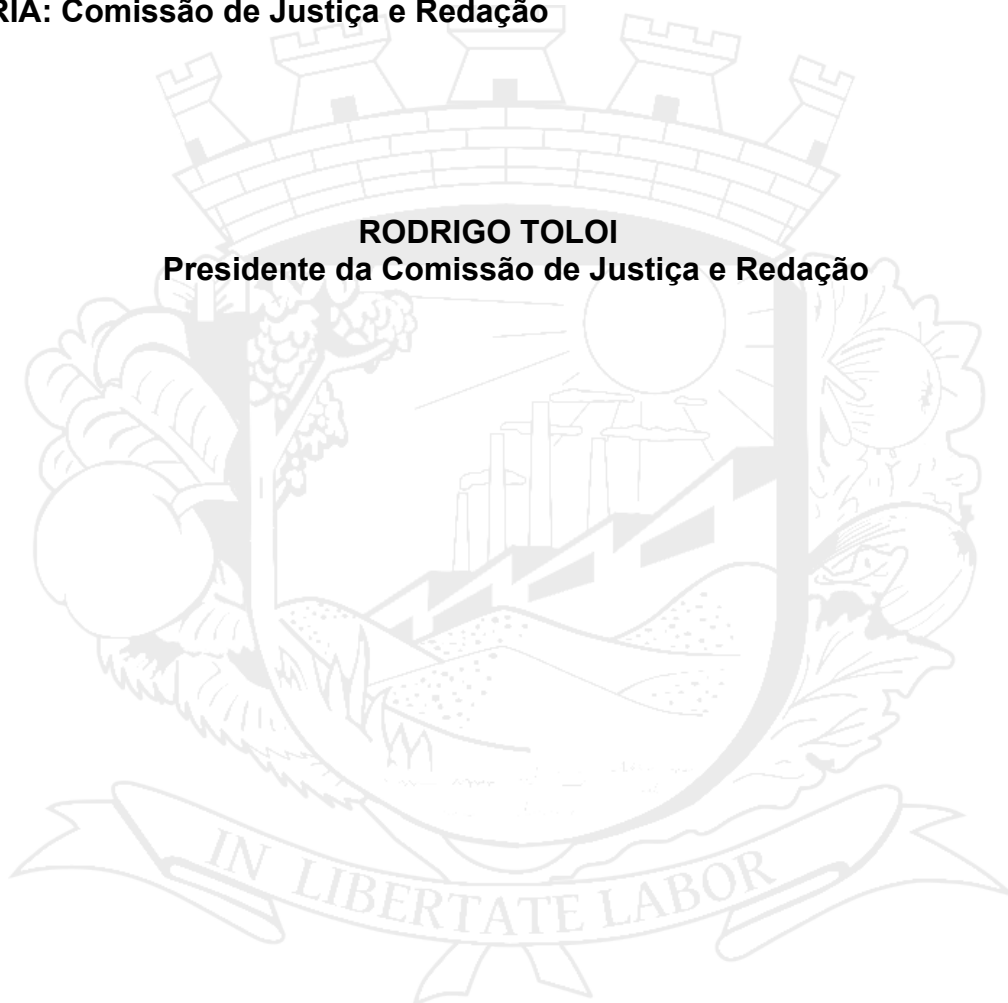 RIA: Comissão de Justiça e Redação
RODRIGO TOLOI
Presidente da Comissão de Justiça e Redação
IN LIBERTATE LABOR